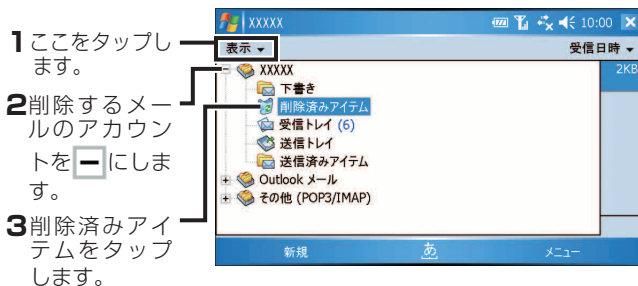 1 ここをタップし
ます。
2 削除するメー
ルのアカウン
トを－にしま
す。
3 削除済みアイ
テムをタップ
します。
XXXXX
10:00
表示
受信日時
XXXXX
2KB
下書き
削除済みアイテム
受信トレイ (6)
送信トレイ
送信済みアイテム
Outlook メール
その他 (POP3/IMAP)
新規 あ メニュー